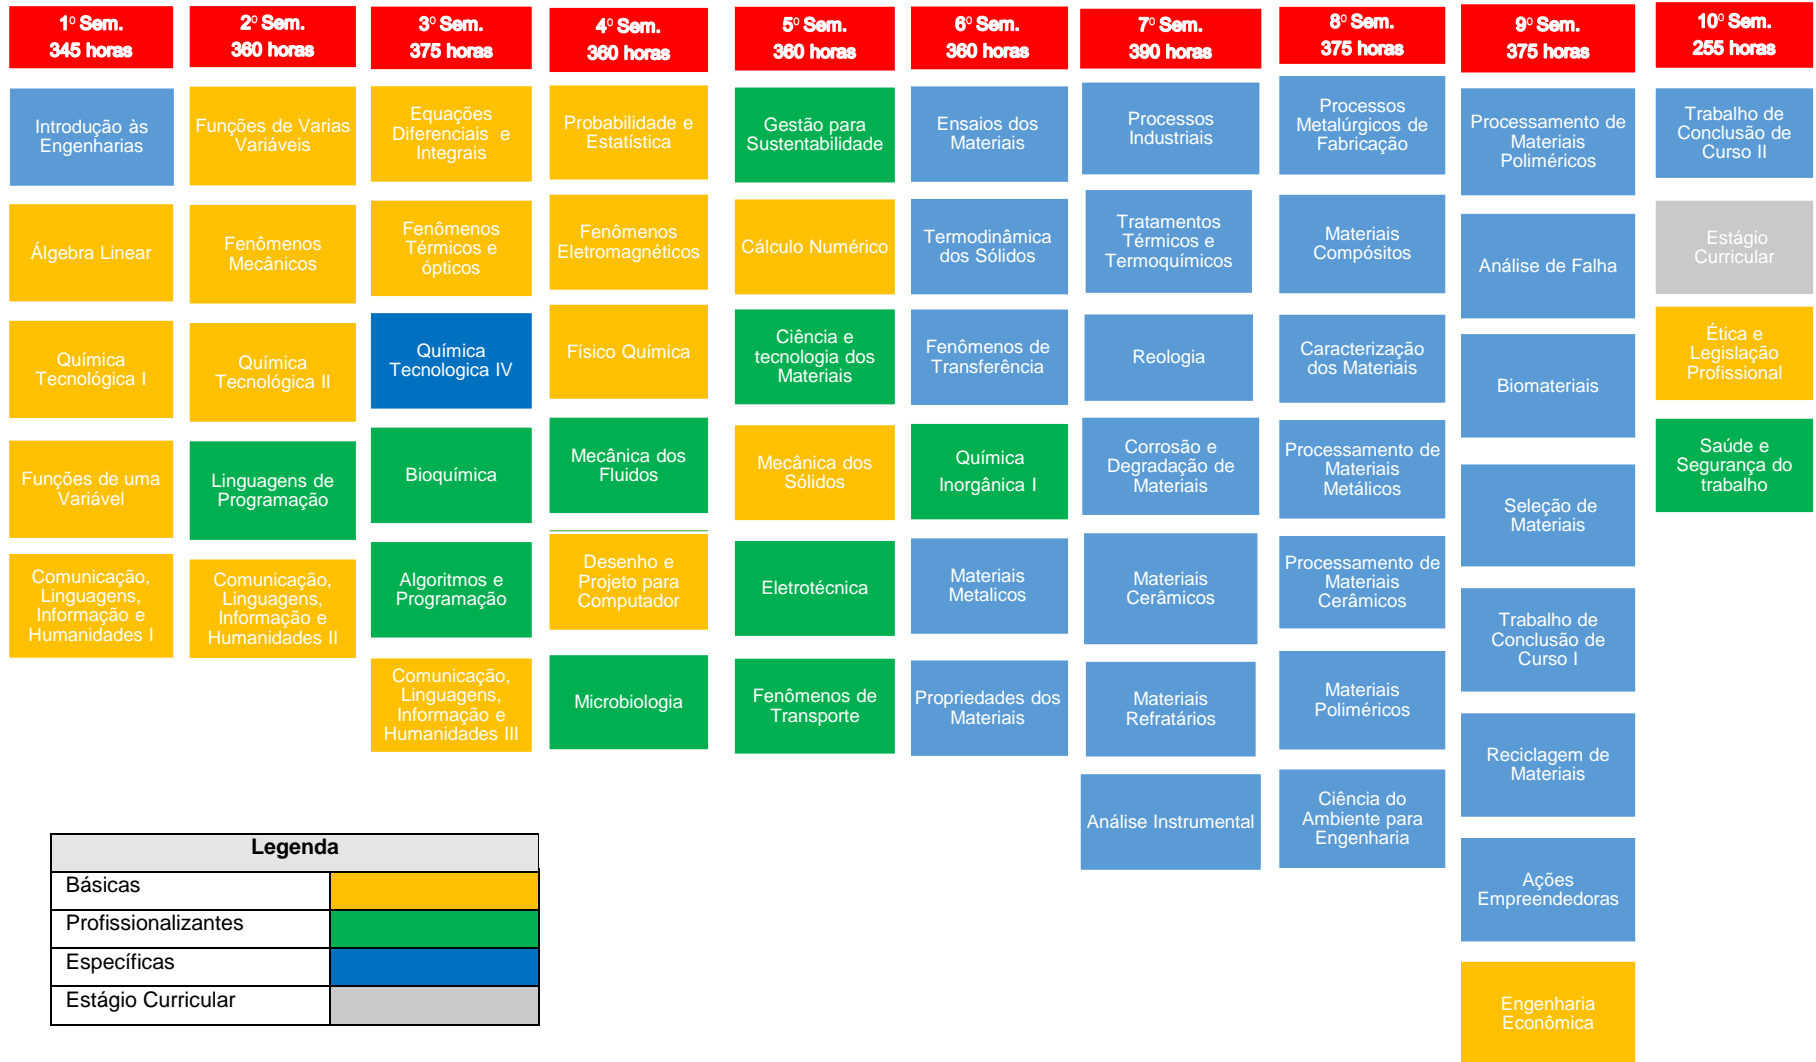 1º Sem.
345 horas
2º Sem.
360 horas
3º Sem.
375 horas
4º Sem.
360 horas
5º Sem.
360 horas
6º Sem.
360 horas
7º Sem.
390 horas
8º Sem.
375 horas
9º Sem.
375 horas
10º Sem.
255 horas
Introdução às
Engenharias
Álgebra Linear
Química
Tecnológica I
Funções de uma
Variável
Comunicação,
Linguagens,
Informação e
Humanidades I
Funções de Varias
Variáveis
Fenômenos
Mecânicos
Química
Tecnológica II
Linguagens de
Programação
Comunicação,
Linguagens,
Informação e
Humanidades II
Equações
Diferenciais e
Integrais
Fenômenos
Térmicos e
ópticos
Química
Tecnologica IV
Bioquímica
Algoritmos e
Programação
Comunicação,
Linguagens,
Informação e
Humanidades III
Probabilidade e
Estatística
Fenômenos
Eletromagnéticos
Físico Química
Mecânica dos
Fluidos
Desenho e
Projeto para
Computador
Microbiologia
Gestão para
Sustentabilidade
Cálculo Numérico
Ciência e
tecnologia dos
Materiais
Mecânica dos
Sólidos
Eletrotécnica
Fenômenos de
Transporte
Ensaios dos
Materiais
Termodinâmica
dos Sólidos
Fenômenos de
Transferência
Química
Inorgânica I
Materiais
Metalicos
Propriedades dos
Materiais
Processos
Industriais
Tratamentos
Térmicos e
Termoquímicos
Reologia
Corrosão e
Degradação de
Materiais
Materiais
Cerâmicos
Materiais
Refratários
Análise Instrumental
Processos
Metalúrgicos de
Fabricação
Materiais
Compósitos
Caracterização
dos Materiais
Processamento de
Materiais
Metálicos
Processamento de
Materiais
Cerâmicos
Materiais
Poliméricos
Ciência do
Ambiente para
Engenharia
Processamento de
Materiais
Poliméricos
Análise de Falha
Biomateriais
Seleção de
Materiais
Trabalho de
Conclusão de
Curso I
Reciclagem de
Materiais
Ações
Empreendedoras
Engenharia
Econômica
Trabalho de
Conclusão de
Curso II
Estágio
Curricular
Ética e
Legislação
Profissional
Saúde e
Segurança do
trabalho
Legenda
Básicas
Profissionalizantes
Específicas
Estágio Curricular